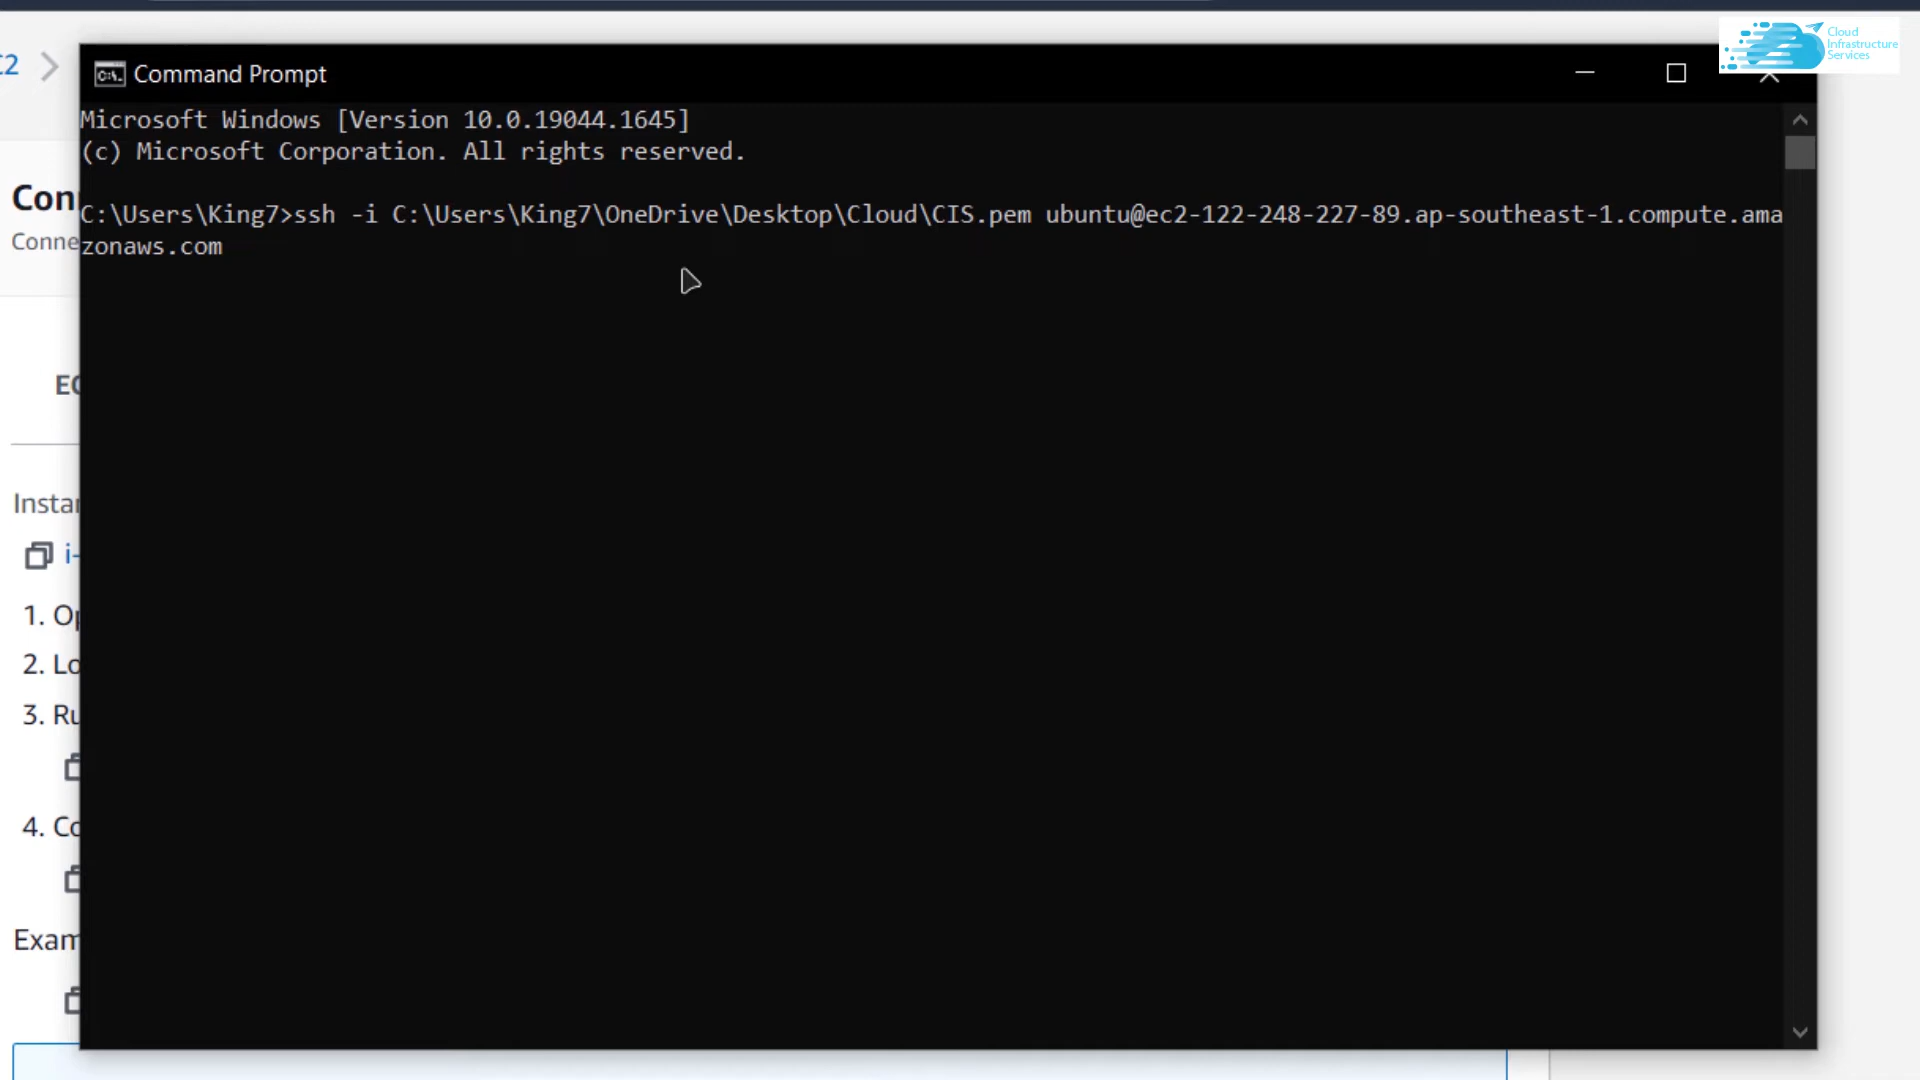 Cloud
Infrastructure
Services
C2
Command Prompt
Microsoft Windows [Version 10.0.19044.1645]
(c) Microsoft Corporation. All rights reserved.
C:\Users\King7>ssh -i C:\Users\King7\OneDrive\Desktop\Cloud\CIS.pem ubuntu@ec2-122-248-227-89.ap-southeast-1.compute.ama
zonaws.com
Con
Conne
EC
Instan
i-
1. Op
2. Lo
3. Ru
4. Co
Exam